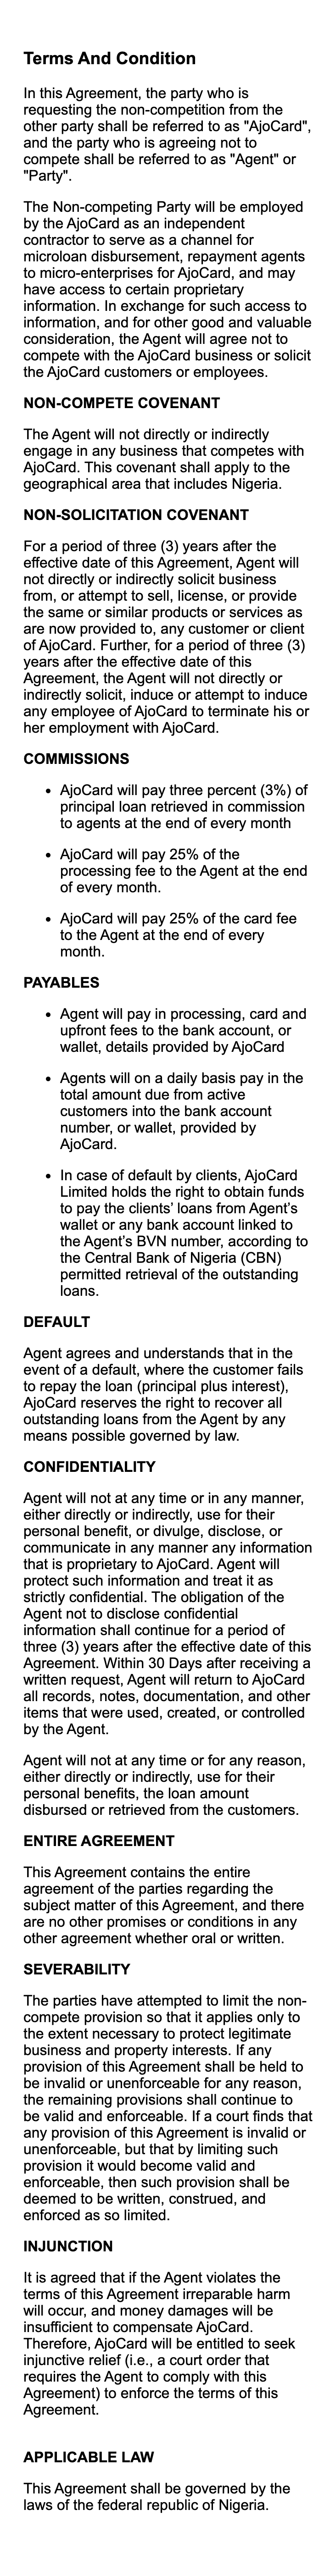 Terms And Condition
In this Agreement, the party who is
requesting the non-competition from the
other party shall be referred to as "AjoCard",
and the party who is agreeing not to
compete shall be referred to as "Agent" or
"Party".
The Non-competing Party will be employed
by the AjoCard as an independent
contractor to serve as a channel for
microloan disbursement, repayment agents
to micro-enterprises for AjoCard, and may
have access to certain proprietary
information. In exchange for such access to
information, and for other good and valuable
consideration, the Agent will agree not to
compete with the AjoCard business or solicit
the AjoCard customers or employees.
NON-COMPETE COVENANT
The Agent will not directly or indirectly
engage in any business that competes with
AjoCard. This covenant shall apply to the
geographical area that includes Nigeria.
NON-SOLICITATION COVENANT
For a period of three (3) years after the
effective date of this Agreement, Agent will
not directly or indirectly solicit business
from, or attempt to sell, license, or provide
the same or similar products or services as
are now provided to, any customer or client
of AjoCard. Further, for a period of three (3)
years after the effective date of this
Agreement, the Agent will not directly or
indirectly solicit, induce or attempt to induce
any employee of AjoCard to terminate his or
her employment with AjoCard.
COMMISSIONS
• AjoCard will pay three percent (3%) of
principal loan retrieved in commission
to agents at the end of every month
• AjoCard will pay 25% of the
processing fee to the Agent at the end
of every month.
• AjoCard will pay 25% of the card fee
to the Agent at the end of every
month.
PAYABLES
• Agent will pay in processing, card and
upfront fees to the bank account, or
wallet, details provided by AjoCard
• Agents will on a daily basis pay in the
total amount due from active
customers into the bank account
number, or wallet, provided by
AjoCard.
• In case of default by clients, AjoCard
Limited holds the right to obtain funds
to pay the clients' loans from Agent's
wallet or any bank account linked to
the Agent's BVN number, according to
the Central Bank of Nigeria (CBN)
permitted retrieval of the outstanding
loans.
DEFAULT
Agent agrees and understands that in the
event of a default, where the customer fails
to repay the loan (principal plus interest),
AjoCard reserves the right to recover all
outstanding loans from the Agent by any
means possible governed by law.
CONFIDENTIALITY
Agent will not at any time or in any manner,
either directly or indirectly, use for their
personal benefit, or divulge, disclose, or
communicate in any manner any information
that is proprietary to AjoCard. Agent will
protect such information and treat it as
strictly confidential. The obligation of the
Agent not to disclose confidential
information shall continue for a period of
three (3) years after the effective date of this
Agreement. Within 30 Days after receiving a
written request, Agent will return to AjoCard
all records, notes, documentation, and other
items that were used, created, or controlled
by the Agent.
Agent will not at any time or for any reason,
either directly or indirectly, use for their
personal benefits, the loan amount
disbursed or retrieved from the customers.
ENTIRE AGREEMENT
This Agreement contains the entire
agreement of the parties regarding the
subject matter of this Agreement, and there
are no other promises or conditions in any
other agreement whether oral or written.
SEVERABILITY
The parties have attempted to limit the non-
compete provision so that it applies only to
the extent necessary to protect legitimate
business and property interests. If any
provision of this Agreement shall be held to
be invalid or unenforceable for any reason,
the remaining provisions shall continue to
be valid and enforceable. If a court finds that
any provision of this Agreement is invalid or
unenforceable, but that by limiting such
provision it would become valid and
enforceable, then such provision shall be
deemed to be written, construed, and
enforced as so limited.
INJUNCTION
It is agreed that if the Agent violates the
terms of this Agreement irreparable harm
will occur, and money damages will be
insufficient to compensate AjoCard.
Therefore, AjoCard will be entitled to seek
injunctive relief (i.e., a court order that
requires the Agent to comply with this
Agreement) to enforce the terms of this
Agreement.
APPLICABLE LAW
This Agreement shall be governed by the
laws of the federal republic of Nigeria.